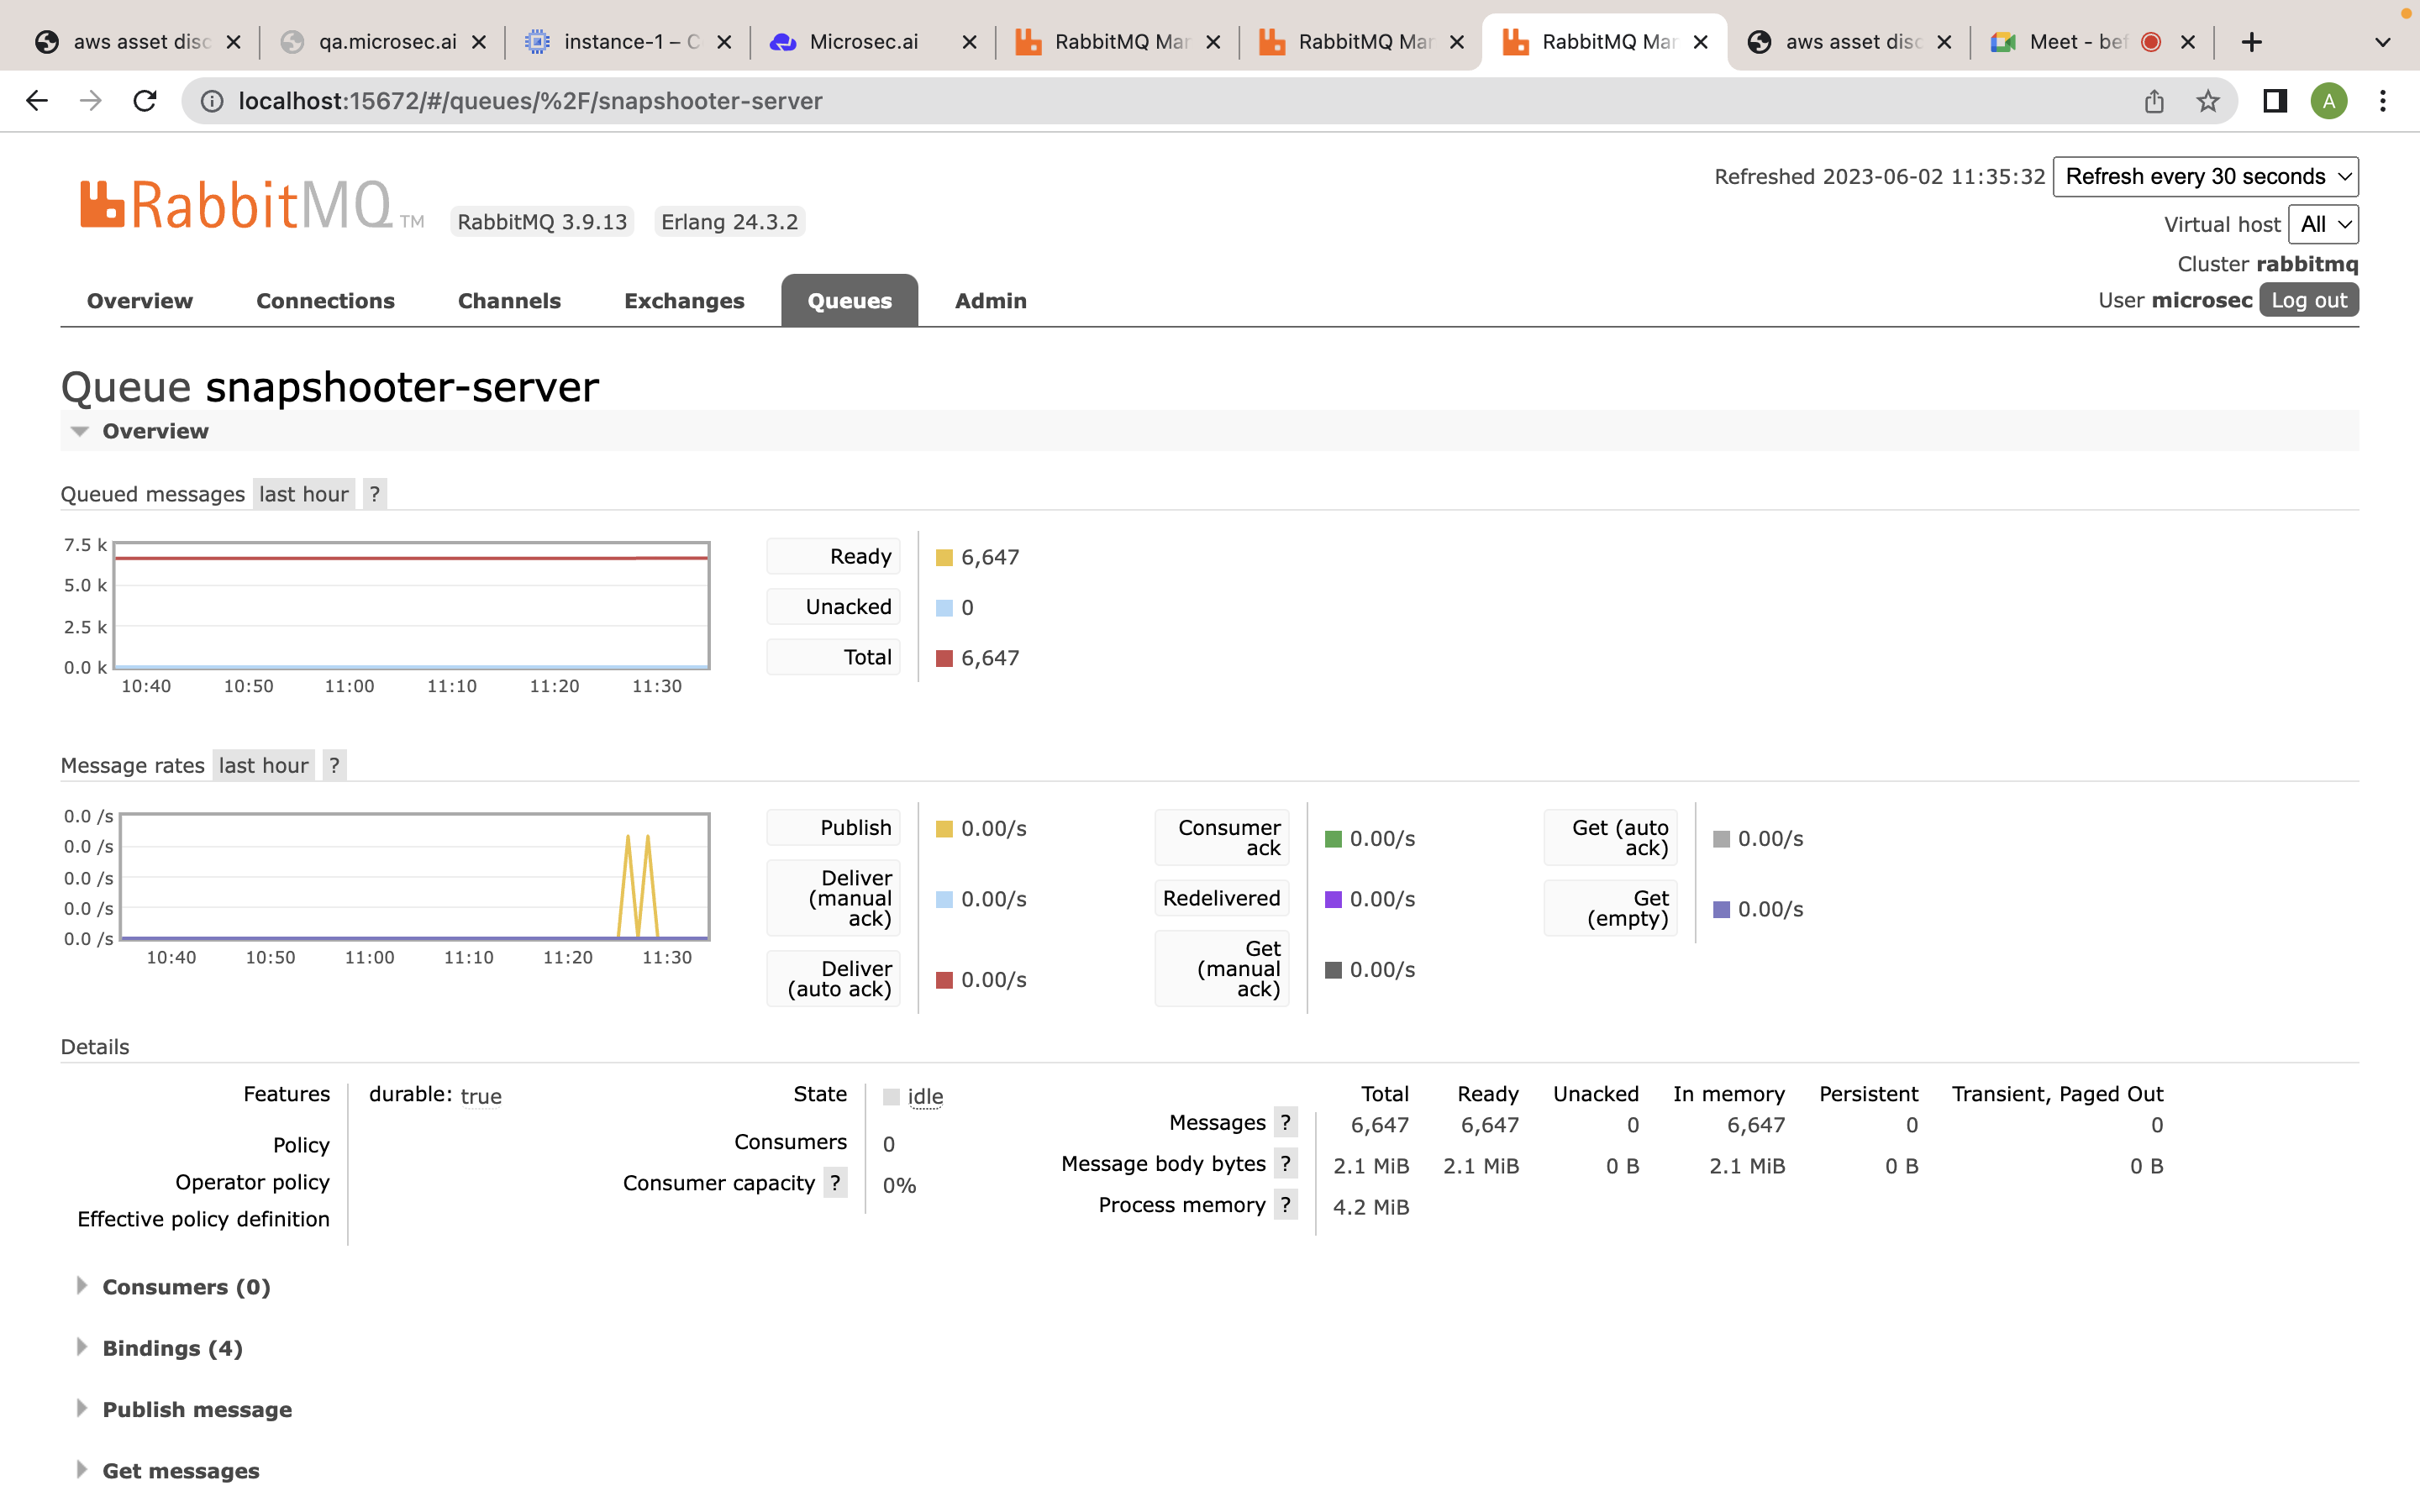 aws asset disc
qa.microsec.ai
instance-1 – C
Microsec.ai
RabbitMQ Mar
RabbitMQ Mar
RabbitMQ Mar
aws asset disc
Meet - bef
localhost:15672/#/queues/%2F/snapshooter-server
A
Refreshed 2023-06-02 11:35:32 Refresh every 30 seconds
RabbitMQ TM RabbitMQ 3.9.13 Erlang 24.3.2
Virtual host All
Cluster rabbitmq
User microsec Log out
Overview Connections Channels Exchanges Queues Admin
Queue snapshooter-server
Overview
Queued messages last hour ?
7.5 k
5.0 k
2.5 k
0.0 k
10:40 10:50 11:00 11:10 11:20 11:30
Ready 6,647
Unacked 0
Total 6,647
Message rates last hour ?
0.0 /s
0.0 /s
0.0 /s
0.0 /s
0.0 /s
10:40 10:50 11:00 11:10 11:20 11:30
Publish 0.00/s
Deliver
(manual
ack) 0.00/s
Deliver
(auto ack) 0.00/s
Consumer
ack 0.00/s
Redelivered 0.00/s
Get
(manual
ack) 0.00/s
Get (auto
ack) 0.00/s
Get
(empty) 0.00/s
Details
Features durable: true
Policy
Operator policy
Effective policy definition
State idle
Consumers 0
Consumer capacity ? 0%
Total Ready Unacked In memory Persistent Transient, Paged Out
Messages ? 6,647 6,647 0 6,647 0 0
Message body bytes ? 2.1 MiB 2.1 MiB 0 B 2.1 MiB 0 B 0 B
Process memory ? 4.2 MiB
Consumers (0)
Bindings (4)
Publish message
Get messages